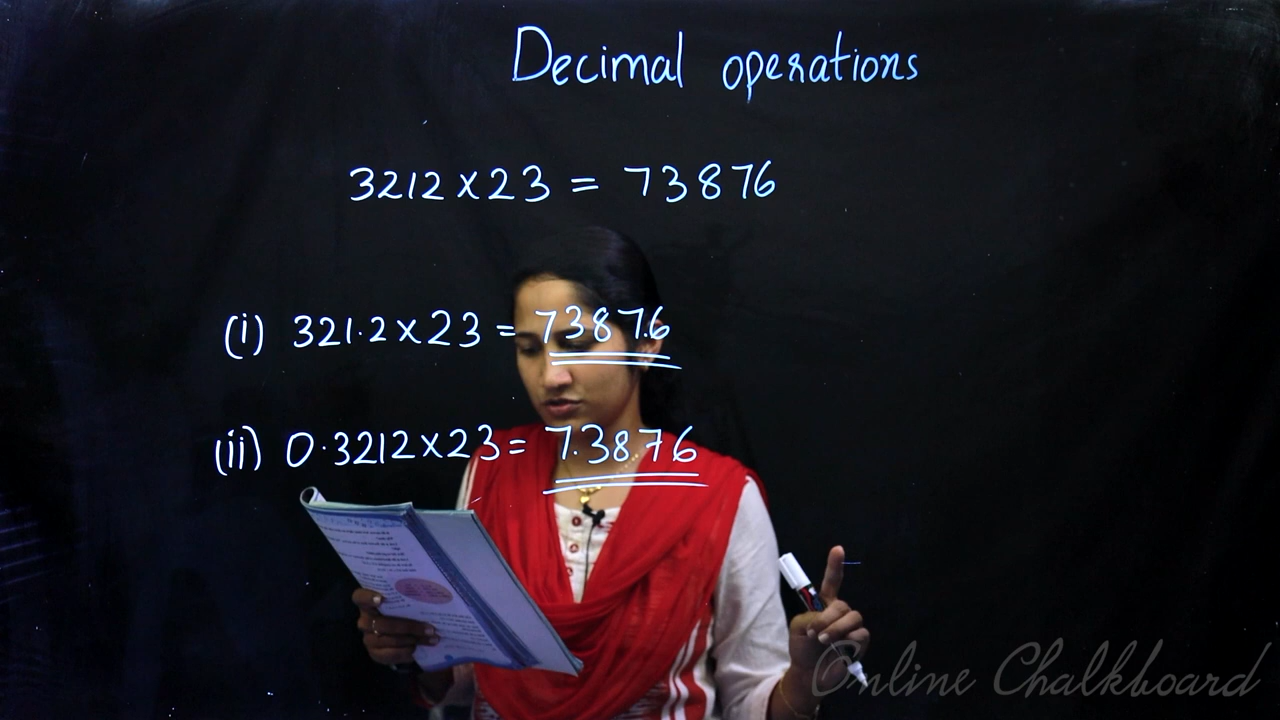 Decimal operations
3212 × 23 = 73876
(i) 321.2 × 23 = 7387.6
(ii) 0.3212 × 23 = 7.3876
Online Chalkboard